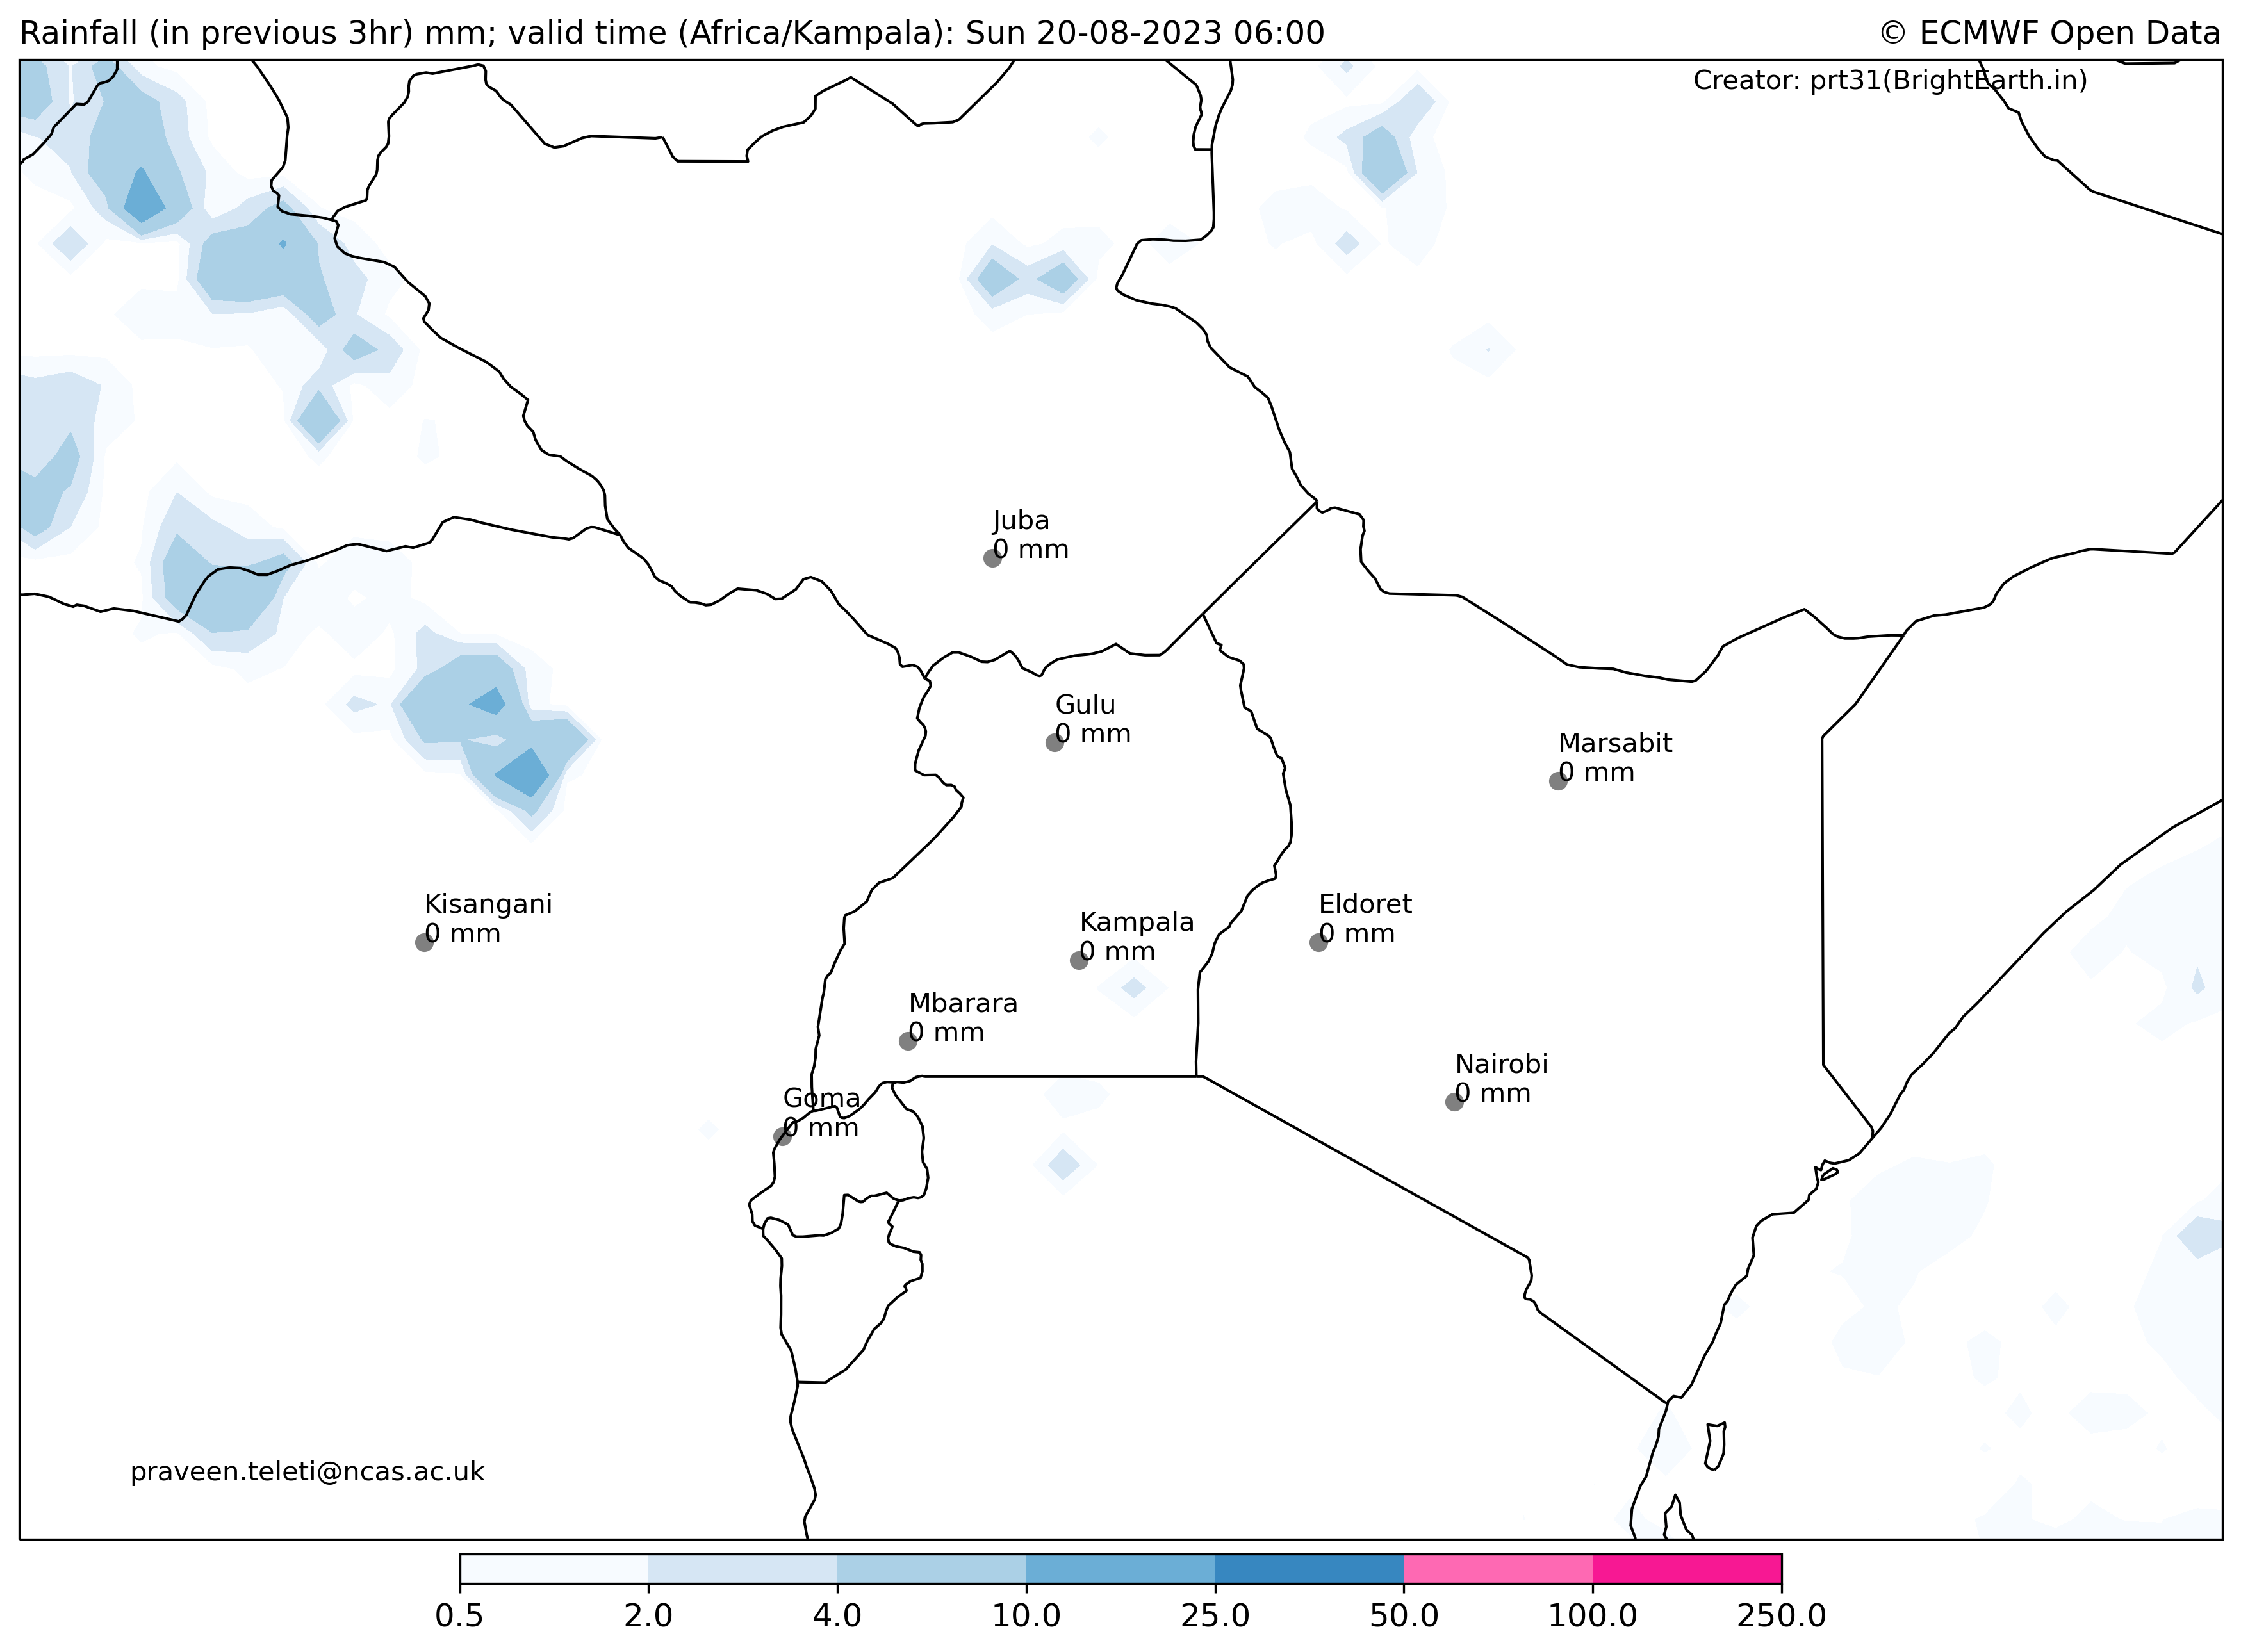 Rainfall (in previous 3hr) mm; valid time (Africa/Kampala): Sun 20-08-2023 06:00
© ECMWF Open Data
Creator: prt31(BrightEarth.in)
Juba
0 mm
Gulu
0 mm
Marsabit
0 mm
Kisangani
0 mm
Kampala
0 mm
Eldoret
0 mm
Mbarara
0 mm
Nairobi
0 mm
Goma
0 mm
praveen.teleti@ncas.ac.uk
0.5 2.0 4.0 10.0 25.0 50.0 100.0 250.0